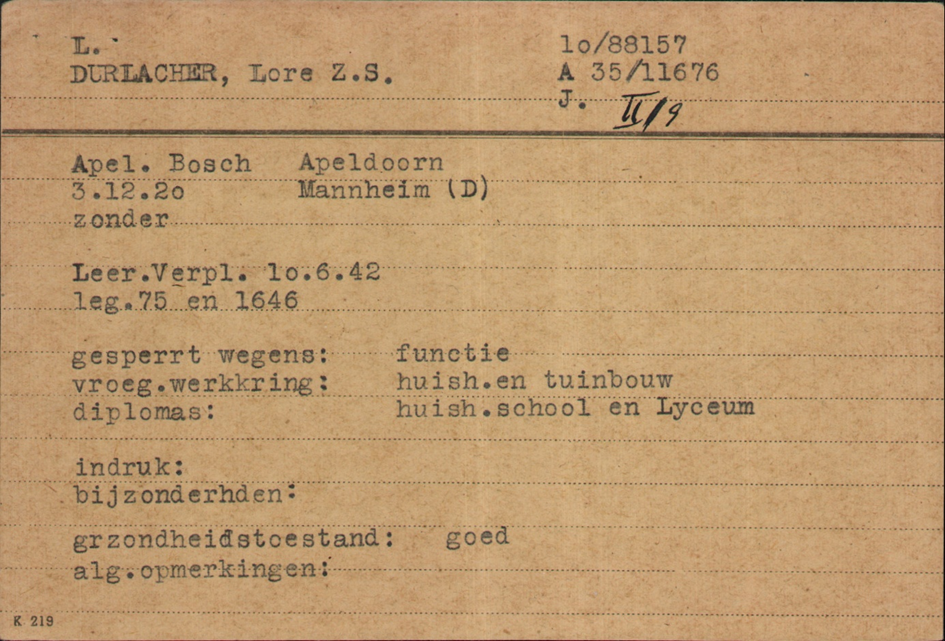 L.
DURLACHER, Lore Z.S.
lo/88157
A 35/11676
J. II/9
Apel. Bosch Apeldoorn
3.12.2o Mannheim (D)
zonder
Leer.Verpl. lo.6.42
leg.75 en 1646
gesperrt wegens: functie
vroeg.werkkring: huish.en tuinbouw
diplomas: huish.school en Lyceum
indruk:
bijzonderhden:
grzondheidstoestand: goed
alg.opmerkingen:
K 219